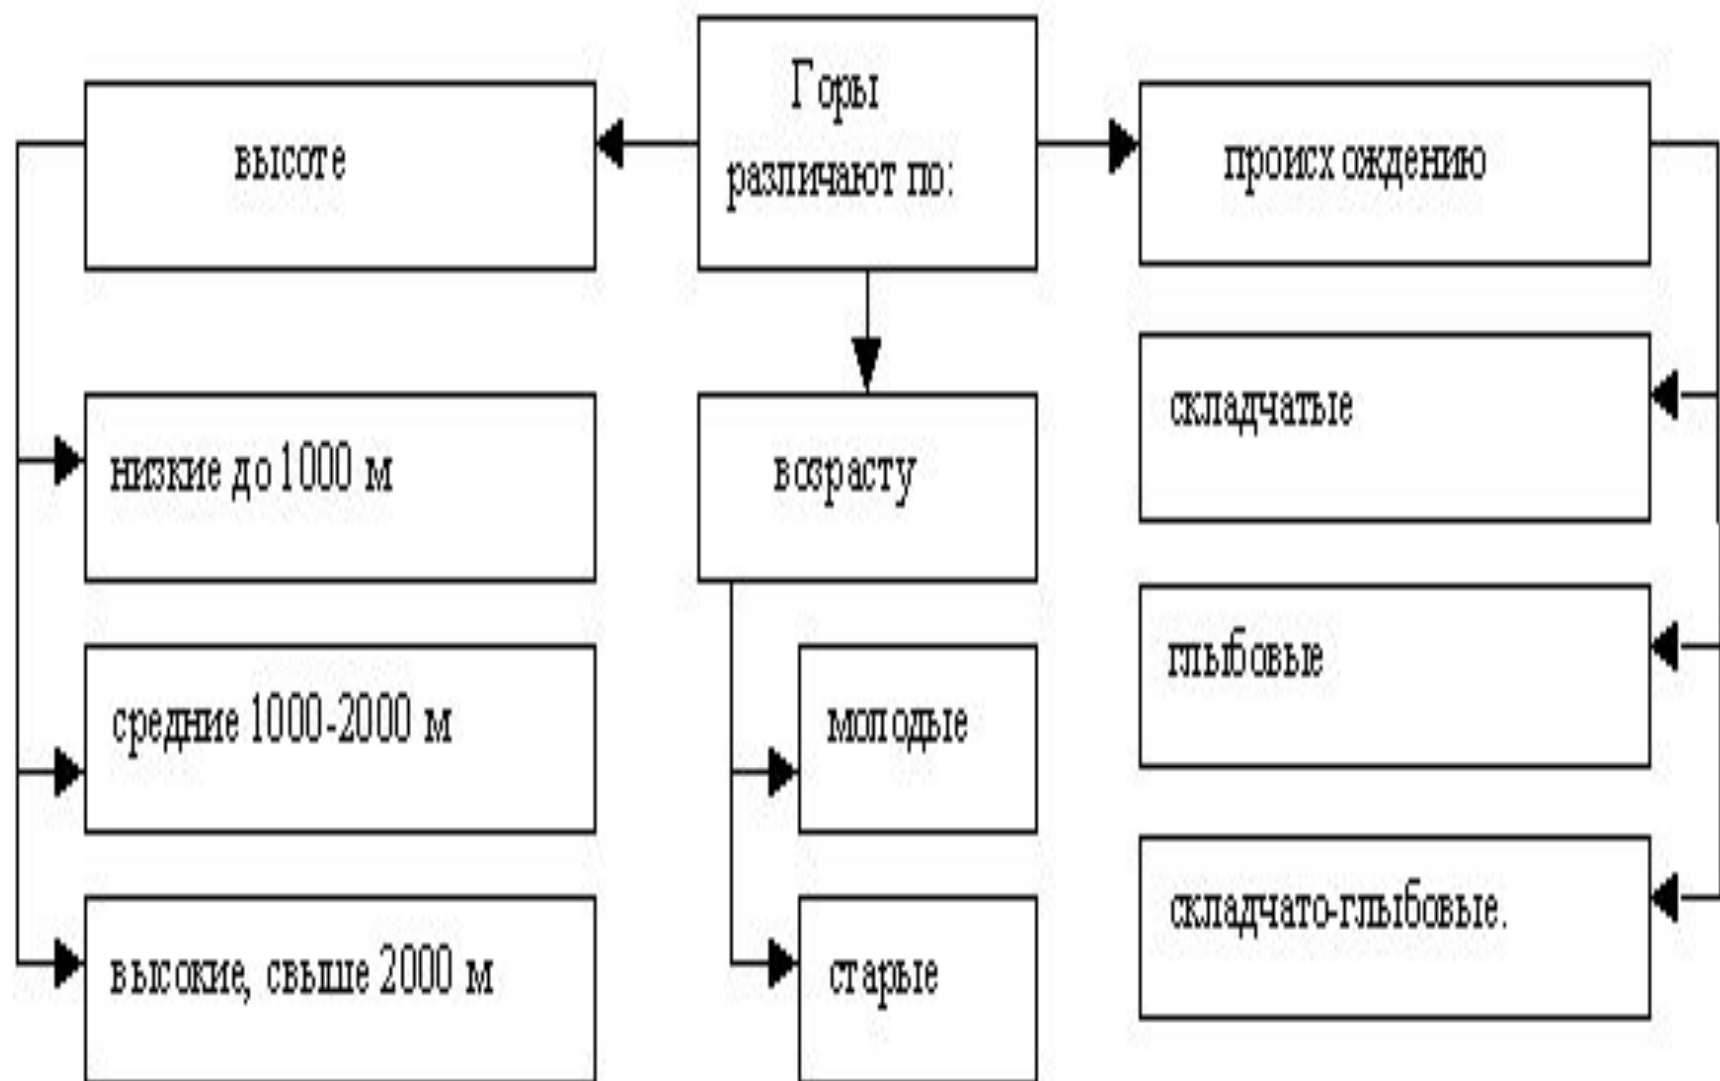 Горы
различают по:
высоте
низкие до 1000 м
средние 1000-2000 м
высокие, свыше 2000 м
возрасту
молодые
старые
происхождению
складчатые
глыбовые
складчато-глыбовые.